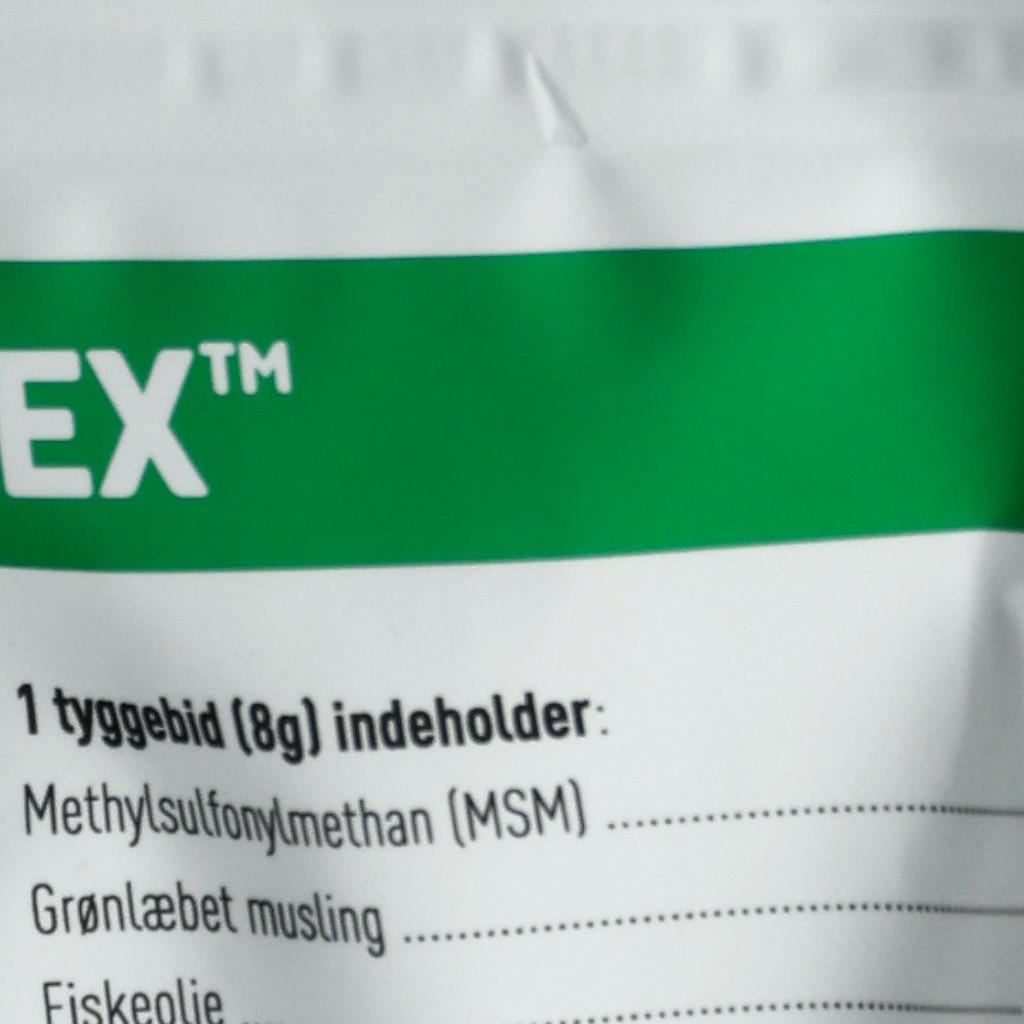 EX™
1 tyggebid (8g) indeholder:
Methylsulfonylmethan (MSM) ........................................
Grønlæbet musling ........................................
Fiskeolie ........................................